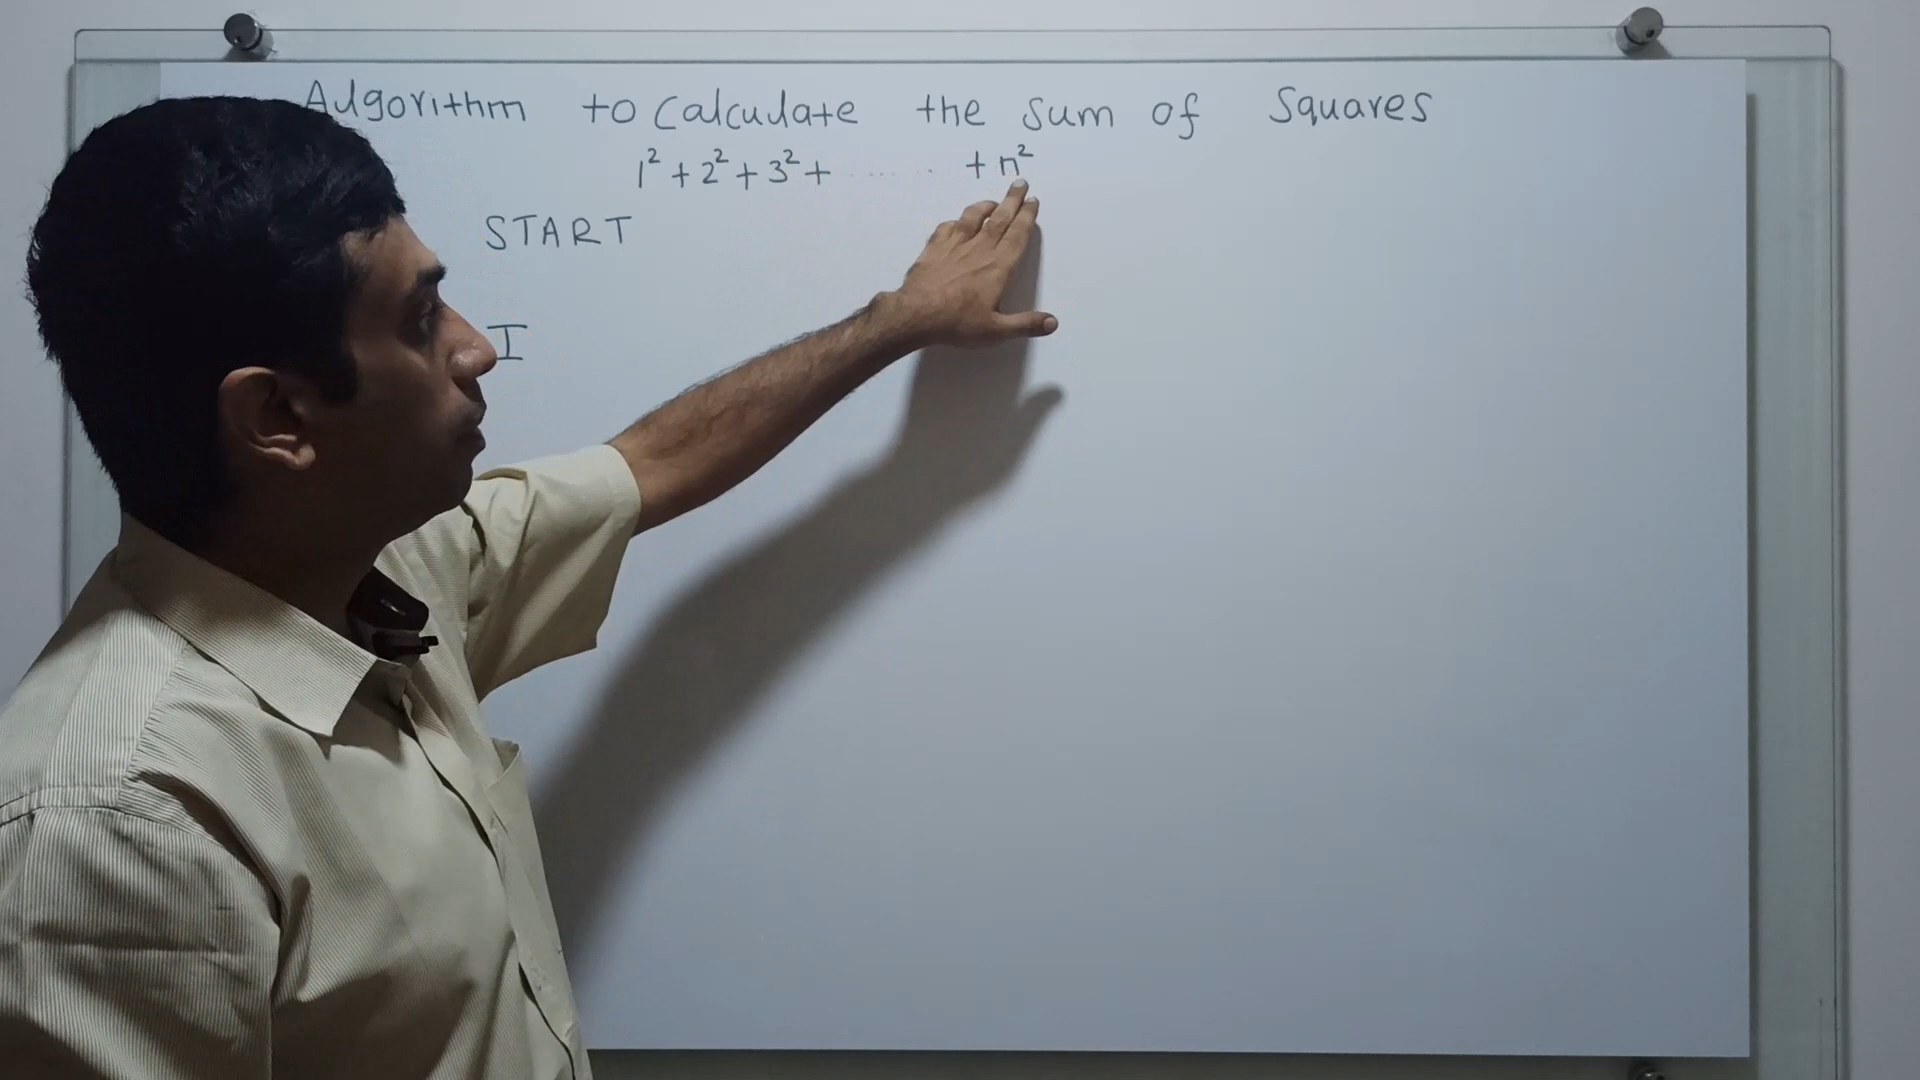 Algorithm to Calculate the Sum of Squares
1² + 2² + 3² + ...... + n²
START
I